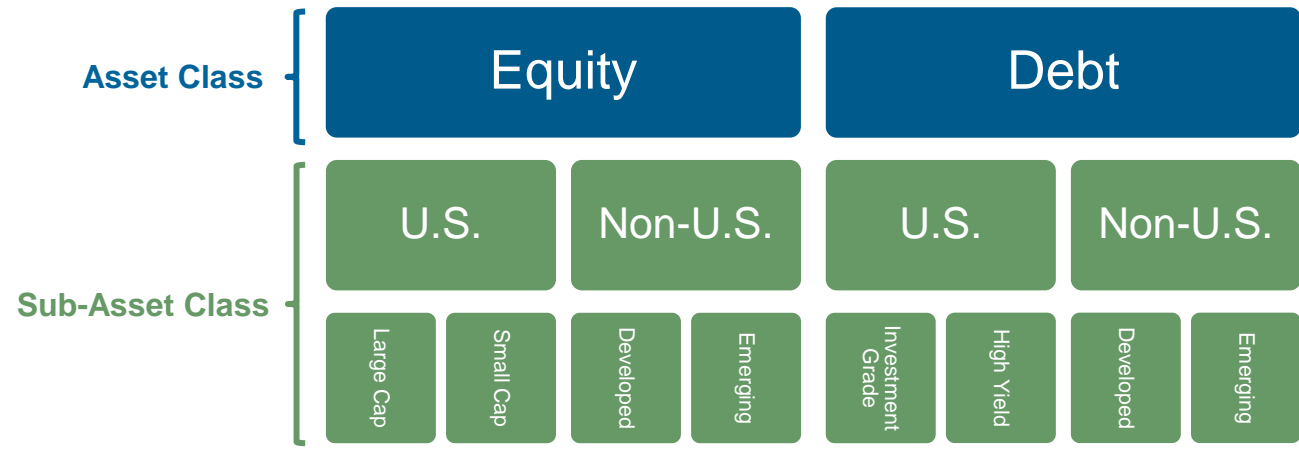 Asset Class
Equity
Debt
Sub-Asset Class
U.S.
Non-U.S.
U.S.
Non-U.S.
Large Cap
Small Cap
Developed
Emerging
Investment
Grade
High Yield
Developed
Emerging